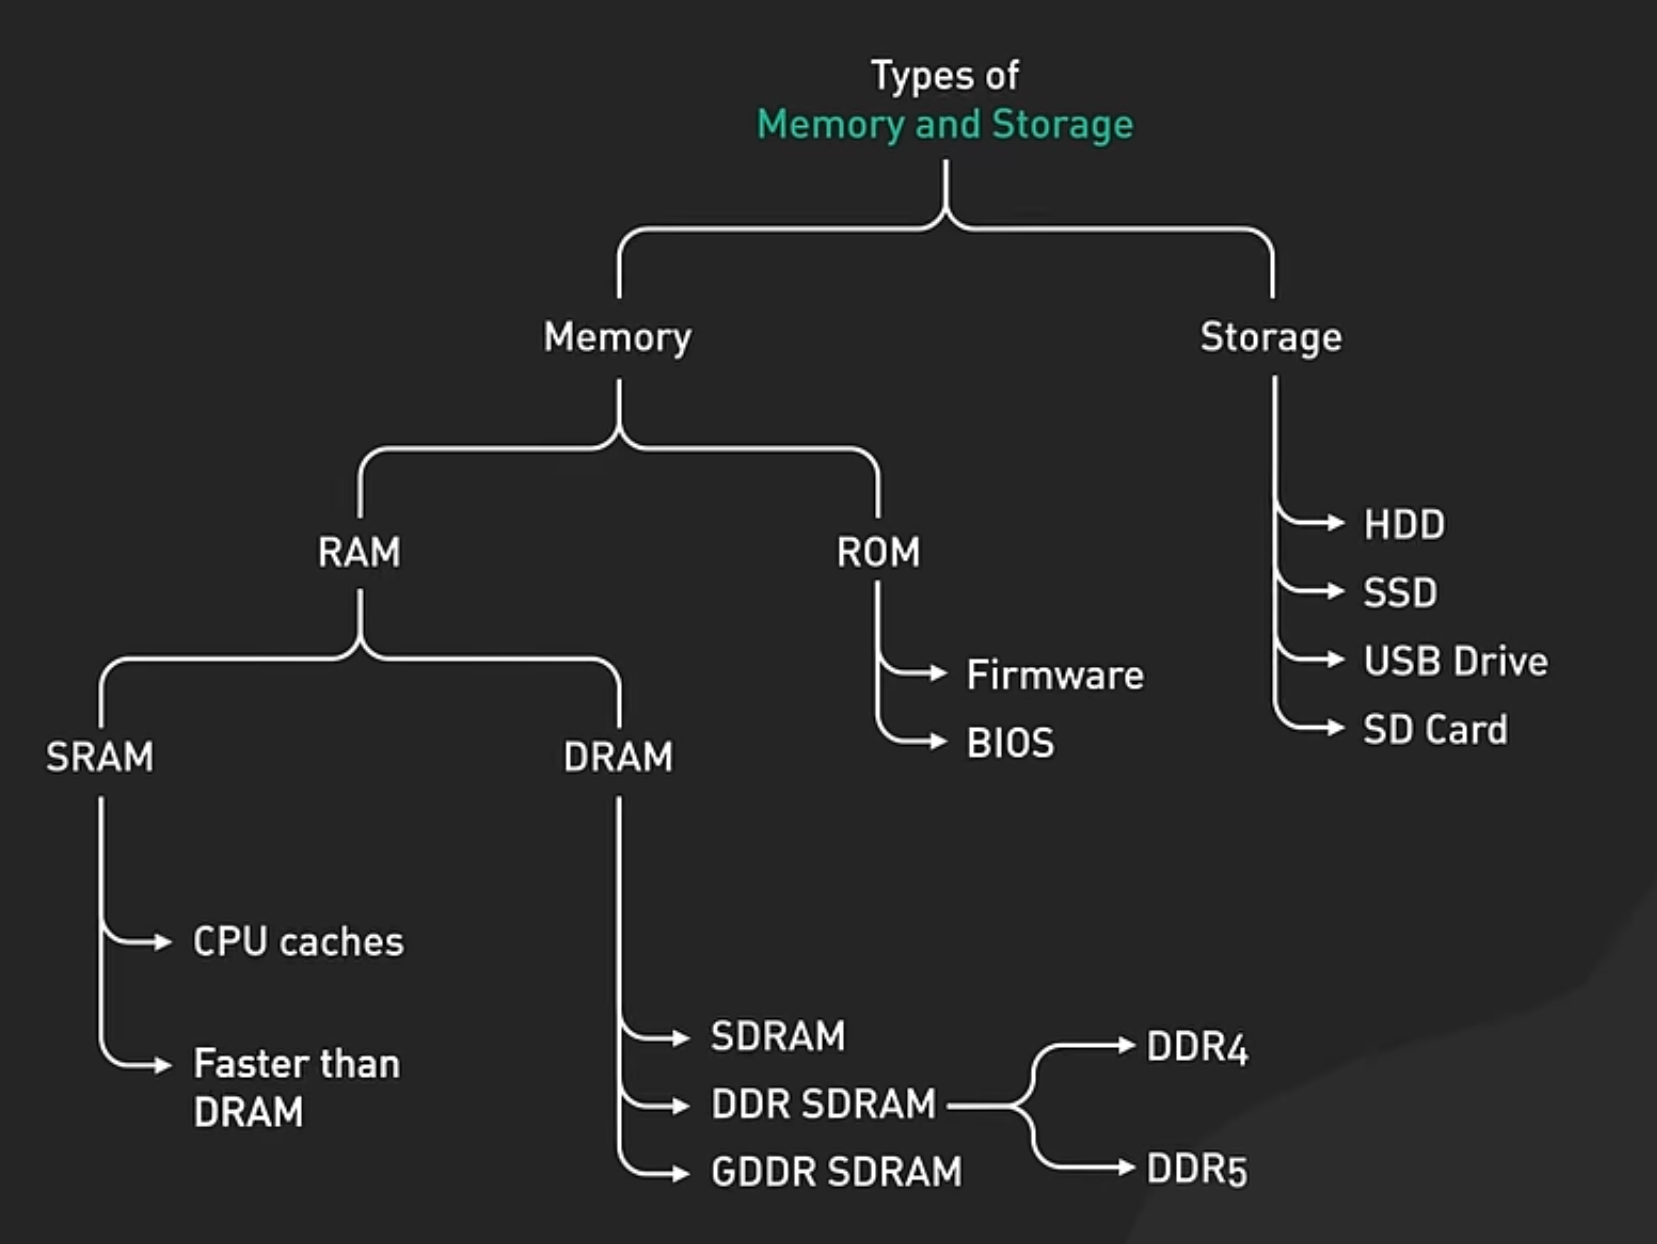 Types of
Memory and Storage
Memory
Storage
RAM
ROM
HDD
SSD
USB Drive
SD Card
Firmware
BIOS
SRAM
DRAM
CPU caches
Faster than
DRAM
SDRAM
DDR SDRAM
GDDR SDRAM
DDR4
DDR5